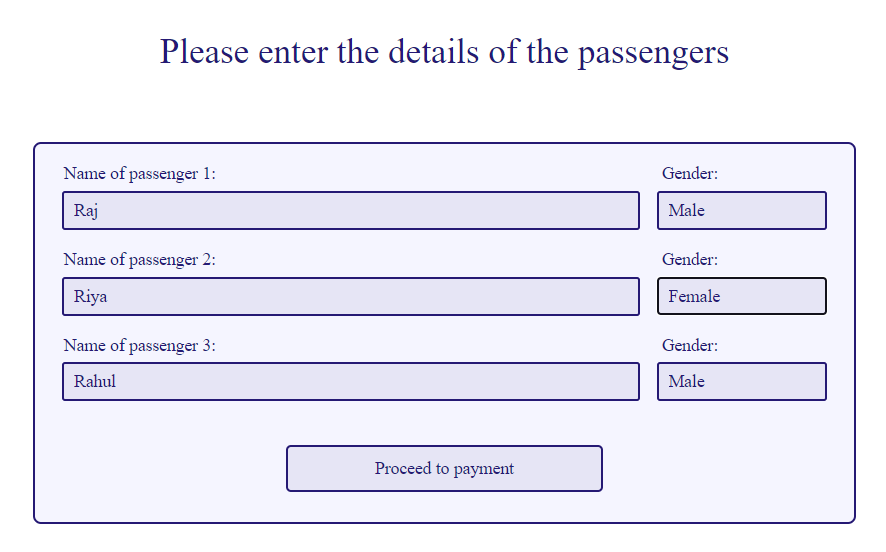 Please enter the details of the passengers
Name of passenger 1: Gender:
Raj Male
Name of passenger 2: Gender:
Riya Female
Name of passenger 3: Gender:
Rahul Male
Proceed to payment